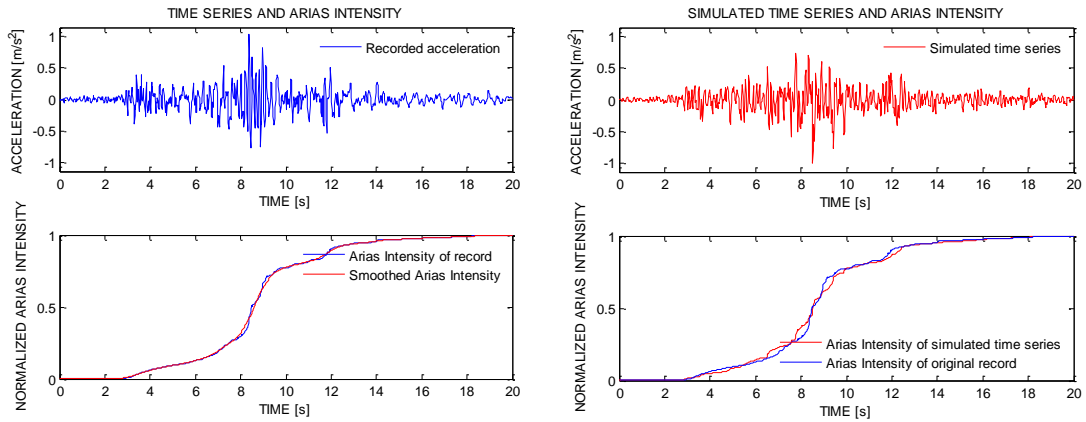 TIME SERIES AND ARIAS INTENSITY
ACCELERATION [m/s²]
1
0.5
0
-0.5
-1
Recorded acceleration
0 2 4 6 8 10 12 14 16 18 20
TIME [s]
NORMALIZED ARIAS INTENSITY
1
0.5
0
Arias Intensity of record
Smoothed Arias Intensity
0 2 4 6 8 10 12 14 16 18 20
TIME [s]
SIMULATED TIME SERIES AND ARIAS INTENSITY
ACCELERATION [m/s²]
1
0.5
0
-0.5
-1
Simulated time series
0 2 4 6 8 10 12 14 16 18 20
TIME [s]
NORMALIZED ARIAS INTENSITY
1
0.5
0
Arias Intensity of simulated time series
Arias Intensity of original record
0 2 4 6 8 10 12 14 16 18 20
TIME [s]